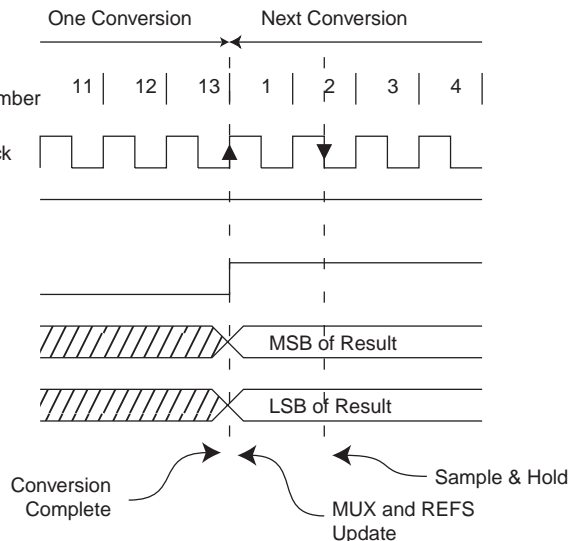 One Conversion Next Conversion
11 12 13 1 2 3 4
mber
ck
MSB of Result
LSB of Result
Sample & Hold
Conversion
Complete
MUX and REFS
Update